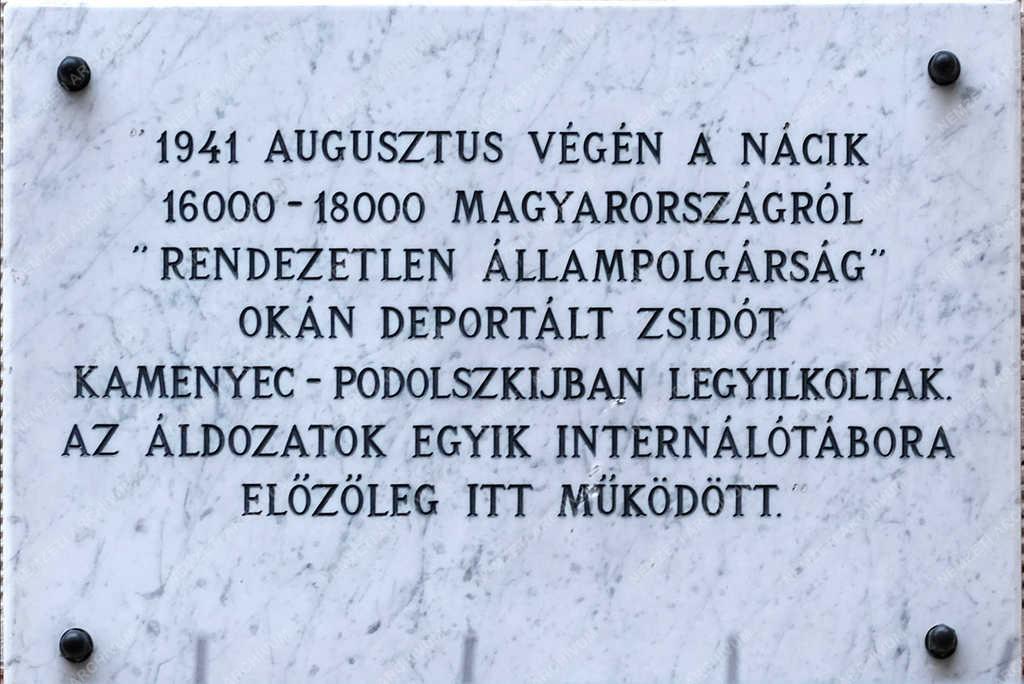 "1941 AUGUSZTUS VÉGÉN A NÁCIK
16000 - 18000 MAGYARORSZÁGRÓL
"RENDEZETLEN ÁLLAMPOLGÁRSÁG"
OKÁN DEPORTÁLT ZSIDÓT
KAMENYEC - PODOLSZKIJBAN LEGYILKOLTAK.
AZ ÁLDOZATOK EGYIK INTERNÁLÓTÁBORA
ELŐZŐLEG ITT MŰKÖDÖTT."